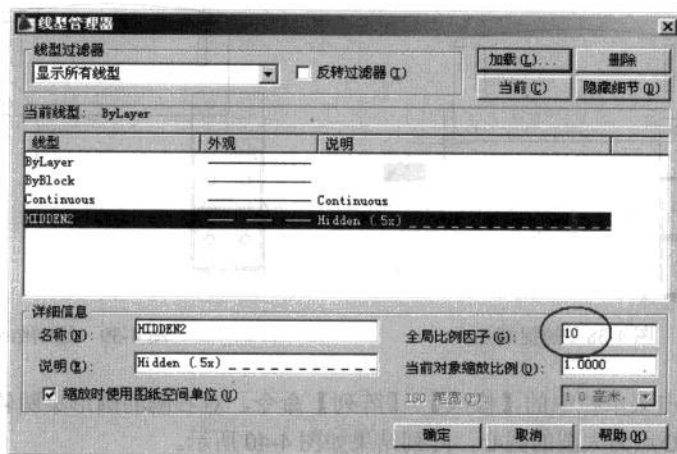 线型管理器
线型过滤器
显示所有线型
反转过滤器(I)
加载(L)...
删除
当前(C)
隐藏细节(D)
当前线型: ByLayer
线型 外观 说明
ByLayer
ByBlock
Continuous Continuous
HIDDEN2 Hidden (.5x)
详细信息
名称(N): HIDDEN2
全局比例因子(G): 10
说明(E): Hidden (.5x)
当前对象缩放比例(O): 1.0000
缩放时使用图纸空间单位(U)
ISO 笔宽(P) 1.0 毫米
确定 取消 帮助(H)